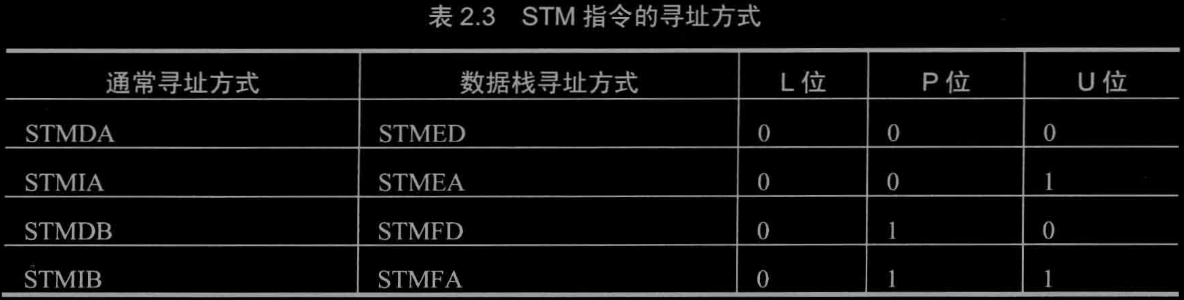 表 2.3 STM 指令的寻址方式
通常寻址方式 数据栈寻址方式 L 位 P 位 U 位
STMDA STMED 0 0 0
STMIA STMEA 0 0 1
STMDB STMFD 0 1 0
STMIB STMFA 0 1 1